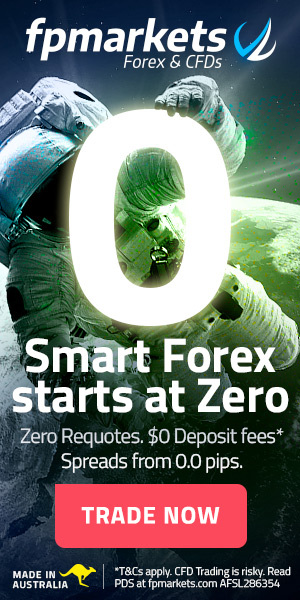 fpmarkets
Forex & CFDs
0
Smart Forex
starts at Zero
Zero Requotes. $0 Deposit fees*
Spreads from 0.0 pips.
TRADE NOW
MADE IN
AUSTRALIA
*T&Cs apply. CFD Trading is risky. Read
PDS at fpmarkets.com AFSL286354